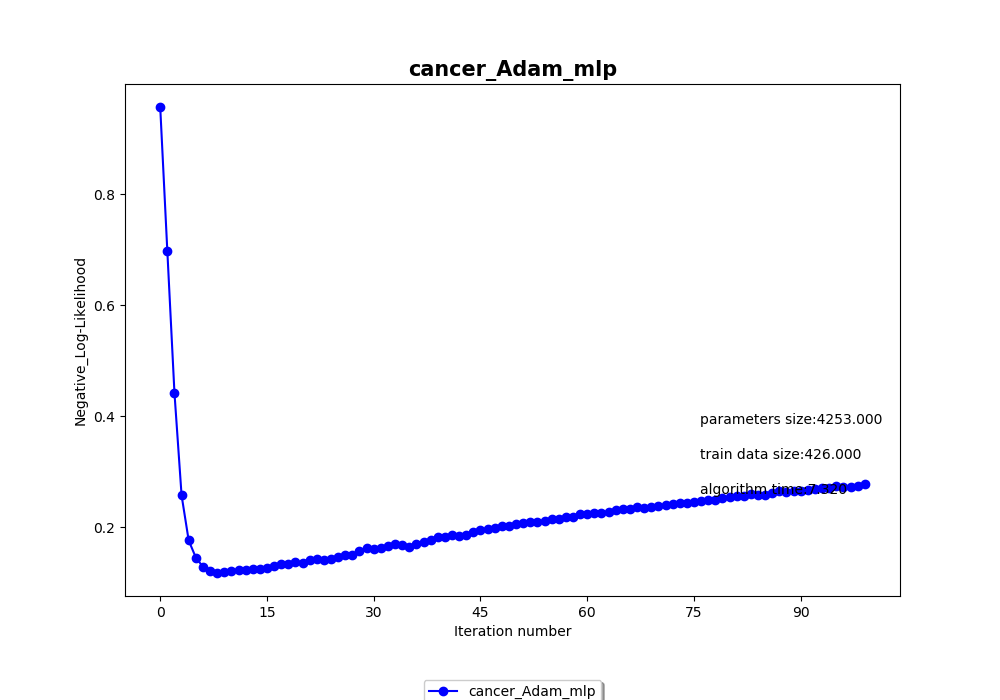 cancer_Adam_mlp
0.8
0.6
0.4
0.2
Negative_Log-Likelihood
parameters size:4253.000
train data size:426.000
algorithm time:
0 15 30 45 60 75 90
Iteration number
cancer_Adam_mlp